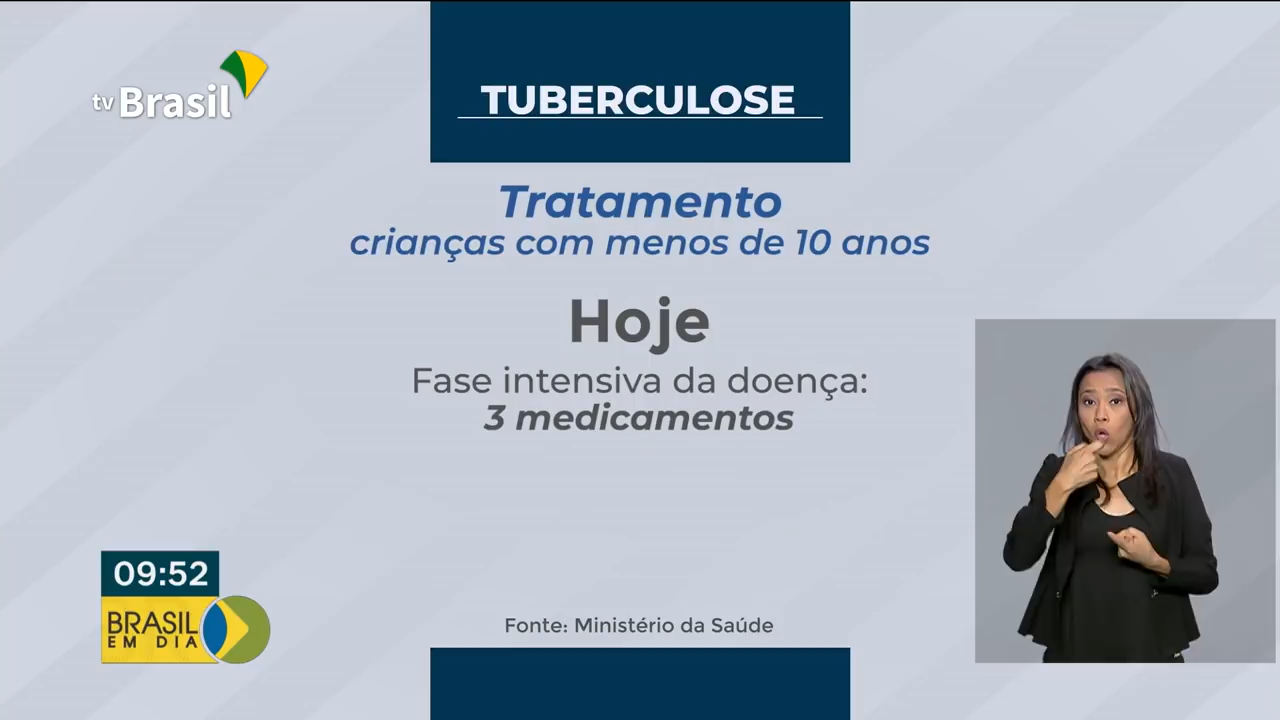 tv Brasil
TUBERCULOSE
Tratamento
crianças com menos de 10 anos
Hoje
Fase intensiva da doença:
3 medicamentos
09:52
BRASIL
EM DIA
Fonte: Ministério da Saúde